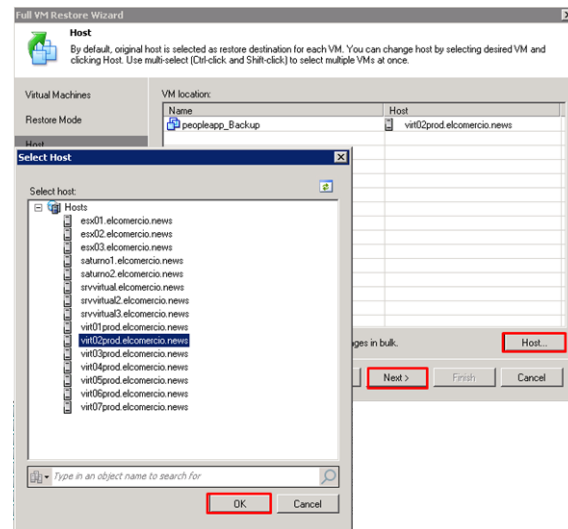 Full VM Restore Wizard
Host
By default, original host is selected as restore destination for each VM. You can change host by selecting desired VM and
clicking Host. Use multi-select (Ctrl-click and Shift-click) to select multiple VMs at once.
Virtual Machines
Restore Mode
Host
VM location:
Name Host
peopleapp_Backup virt02prod.elcomercio.news
Select Host
Select host:
Hosts
esx01.elcomercio.news
esx02.elcomercio.news
esx03.elcomercio.news
saturno1.elcomercio.news
saturno2.elcomercio.news
srvvirtual.elcomercio.news
srvvirtual2.elcomercio.news
srvvirtual3.elcomercio.news
virt01prod.elcomercio.news
virt02prod.elcomercio.news
virt03prod.elcomercio.news
virt04prod.elcomercio.news
virt05prod.elcomercio.news
virt06prod.elcomercio.news
virt07prod.elcomercio.news
Type in an object name to search for
OK Cancel
in bulk.
Host...
Next > Finish Cancel